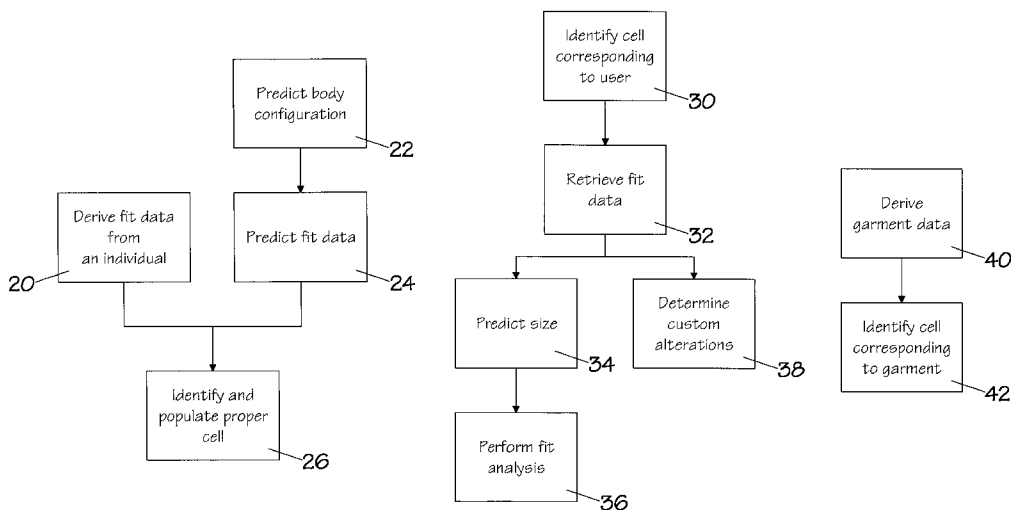 Predict body
configuration
22
Derive fit data
from
an individual
20
Predict fit data
24
Identify and
populate proper
cell
26
Identify cell
corresponding
to user
30
Retrieve fit
data
32
Predict size
34
Determine
custom
alterations
38
Perform fit
analysis
36
Derive
garment data
40
Identify cell
corresponding
to garment
42